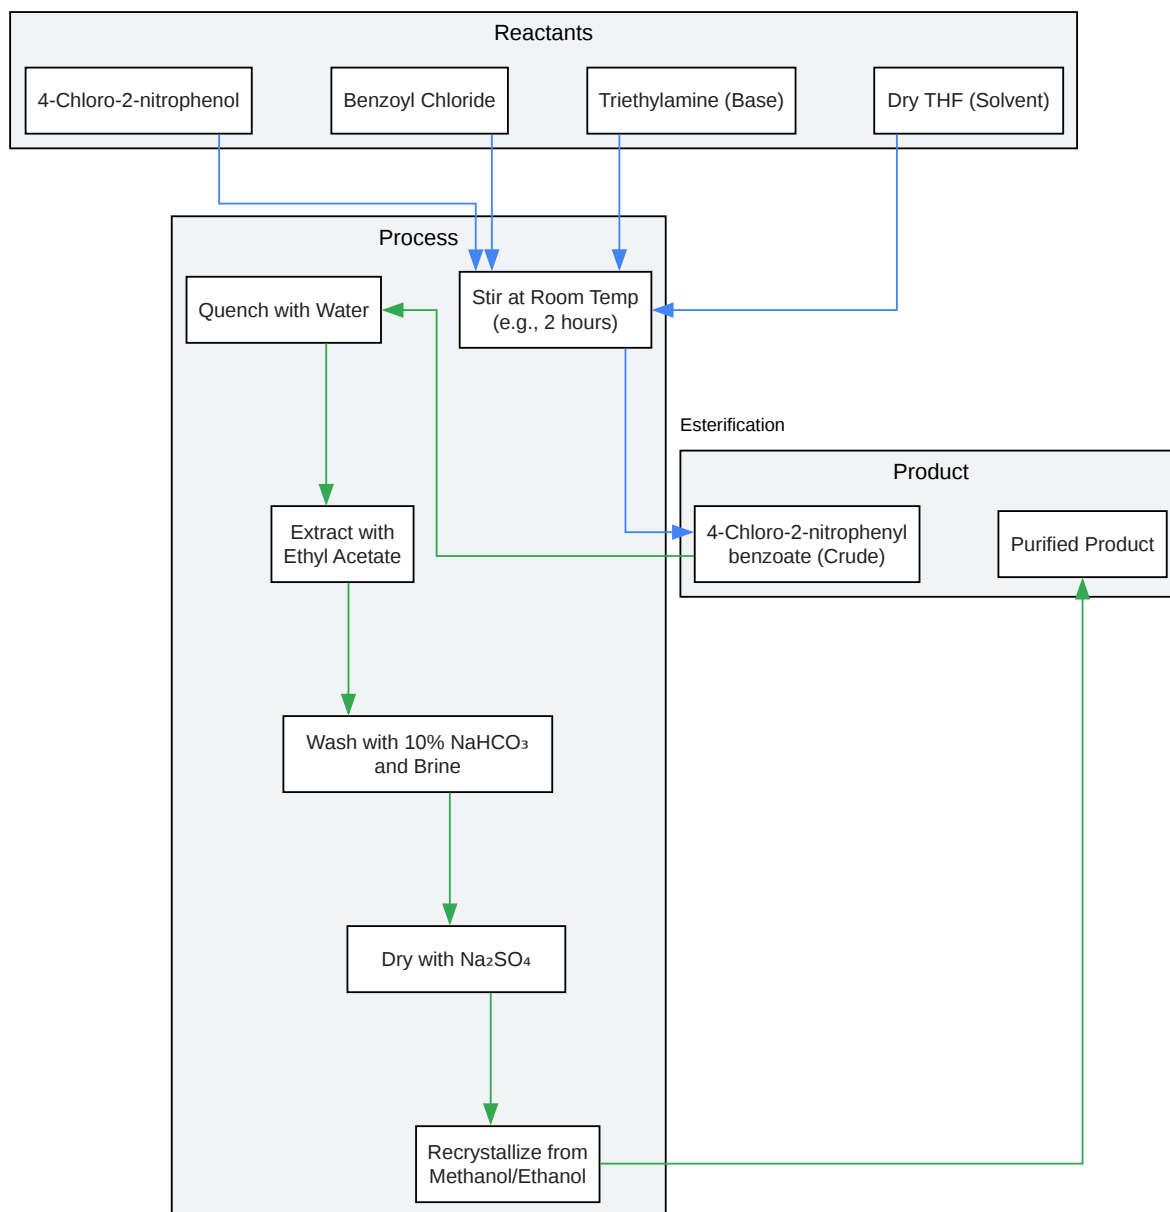 Reactants
4-Chloro-2-nitrophenol
Benzoyl Chloride
Triethylamine (Base)
Dry THF (Solvent)
Process
Quench with Water
Stir at Room Temp
(e.g., 2 hours)
Esterification
Product
4-Chloro-2-nitrophenyl
benzoate (Crude)
Purified Product
Extract with
Ethyl Acetate
Wash with 10% NaHCO₃
and Brine
Dry with Na₂SO₄
Recrystallize from
Methanol/Ethanol